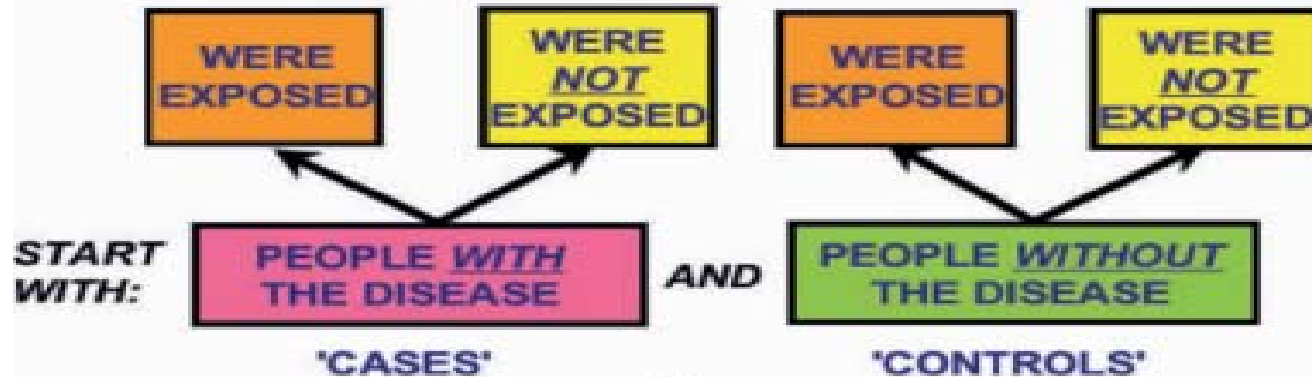 WERE
EXPOSED
WERE
NOT
EXPOSED
WERE
EXPOSED
WERE
NOT
EXPOSED
START
WITH:
PEOPLE WITH
THE DISEASE
AND
PEOPLE WITHOUT
THE DISEASE
'CASES'
'CONTROLS'